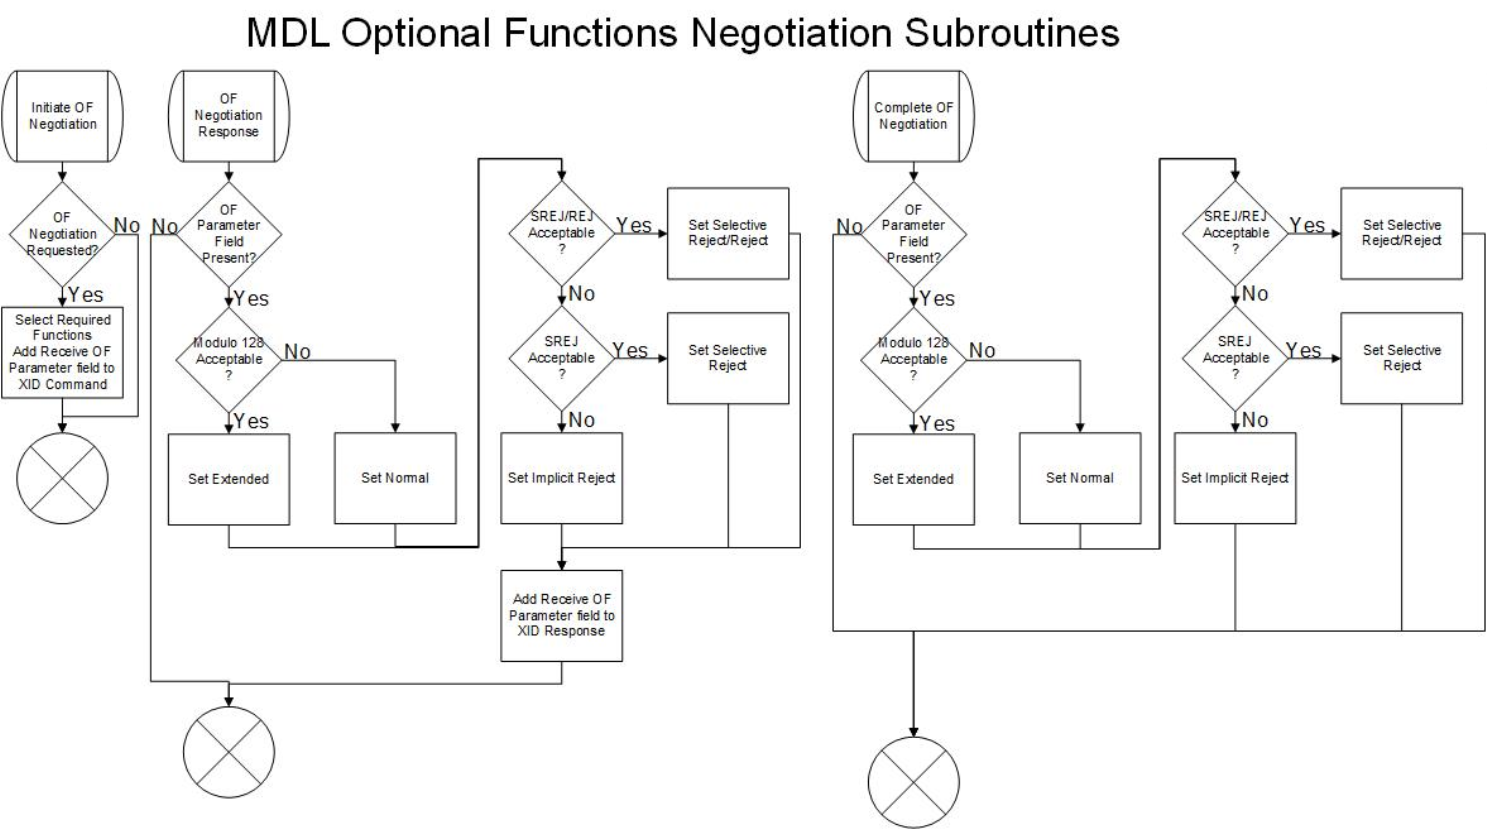 MDL Optional Functions Negotiation Subroutines
Initiate OF
Negotiation
OF
Negotiation
Requested?
No
Yes
Select Required
Functions
Add Receive OF
Parameter field to
XID Command
OF
Negotiation
Response
OF
Parameter
Field
Present?
No
Yes
Modulo 128
Acceptable
?
No
Yes
Set Extended
Set Normal
SREJ/REJ
Acceptable
?
Yes
Set Selective
Reject/Reject
No
SREJ
Acceptable
?
Yes
Set Selective
Reject
No
Set Implicit Reject
Add Receive OF
Parameter field to
XID Response
Complete OF
Negotiation
OF
Parameter
Field
Present?
No
Yes
Modulo 128
Acceptable
?
No
Yes
Set Extended
Set Normal
SREJ/REJ
Acceptable
?
Yes
Set Selective
Reject/Reject
No
SREJ
Acceptable
?
Yes
Set Selective
Reject
No
Set Implicit Reject